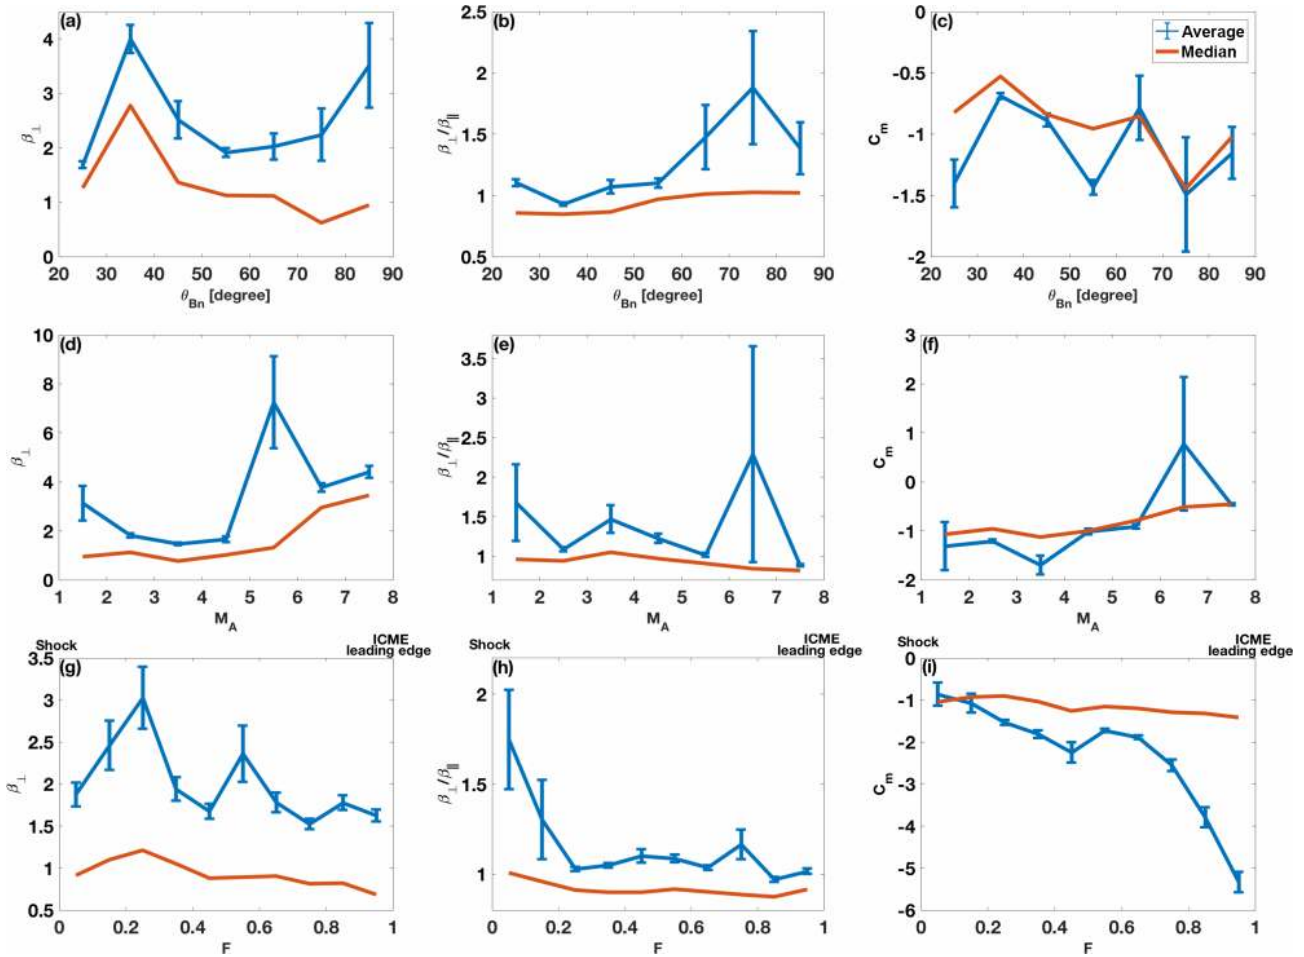 (a)
4
3
2
1
0
β⊥
20 30 40 50 60 70 80 90
θBn [degree]
(b)
2.5
2
1.5
1
0.5
β⊥/β∥
20 30 40 50 60 70 80 90
θBn [degree]
(c)
0
-0.5
-1
-1.5
-2
Cm
Average
Median
20 30 40 50 60 70 80 90
θBn [degree]
(d)
10
8
6
4
2
0
β⊥
1 2 3 4 5 6 7 8
MA
(e)
3.5
3
2.5
2
1.5
1
β⊥/β∥
1 2 3 4 5 6 7 8
MA
(f)
3
2
1
0
-1
-2
Cm
1 2 3 4 5 6 7 8
MA
Shock
ICME
leading edge
(g)
3.5
3
2.5
2
1.5
1
0.5
β⊥
0 0.2 0.4 0.6 0.8 1
F
Shock
ICME
leading edge
(h)
2
1.5
1
β⊥/β∥
0 0.2 0.4 0.6 0.8 1
F
Shock
ICME
leading edge
(i)
0
-1
-2
-3
-4
-5
-6
Cm
0 0.2 0.4 0.6 0.8 1
F